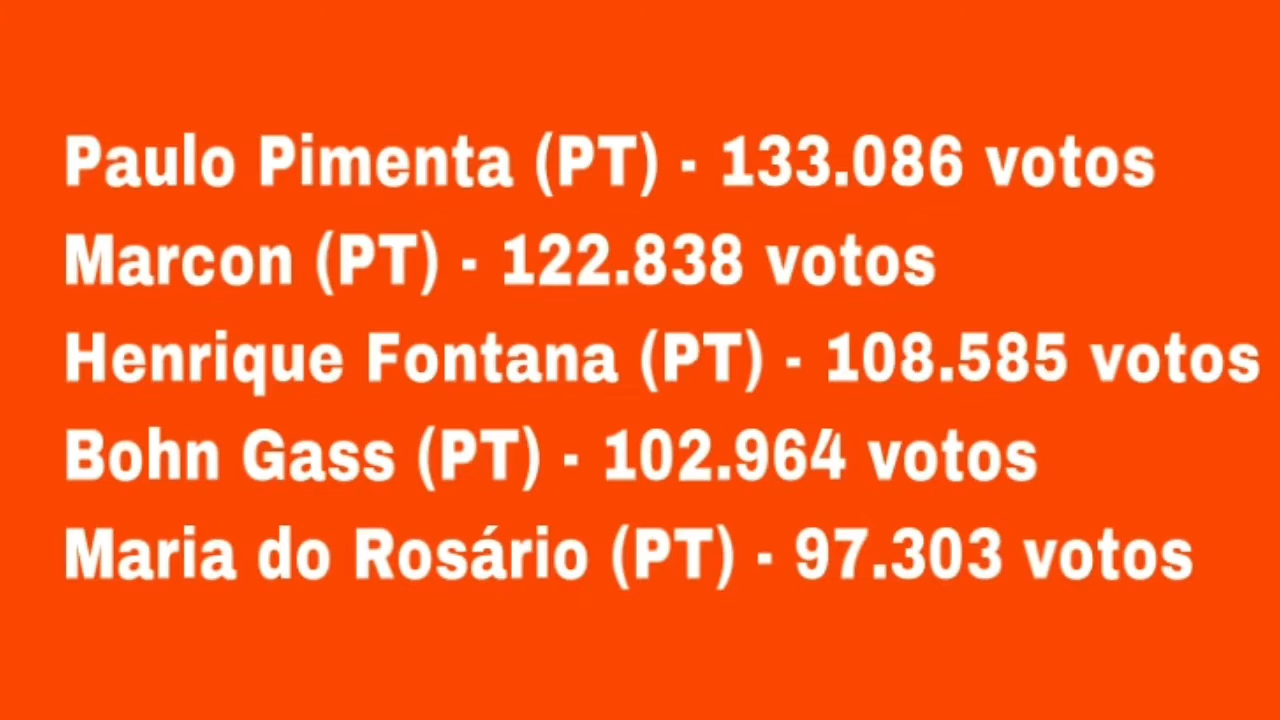 Paulo Pimenta (PT) - 133.086 votos
Marcon (PT) - 122.838 votos
Henrique Fontana (PT) - 108.585 votos
Bohn Gass (PT) - 102.964 votos
Maria do Rosário (PT) - 97.303 votos